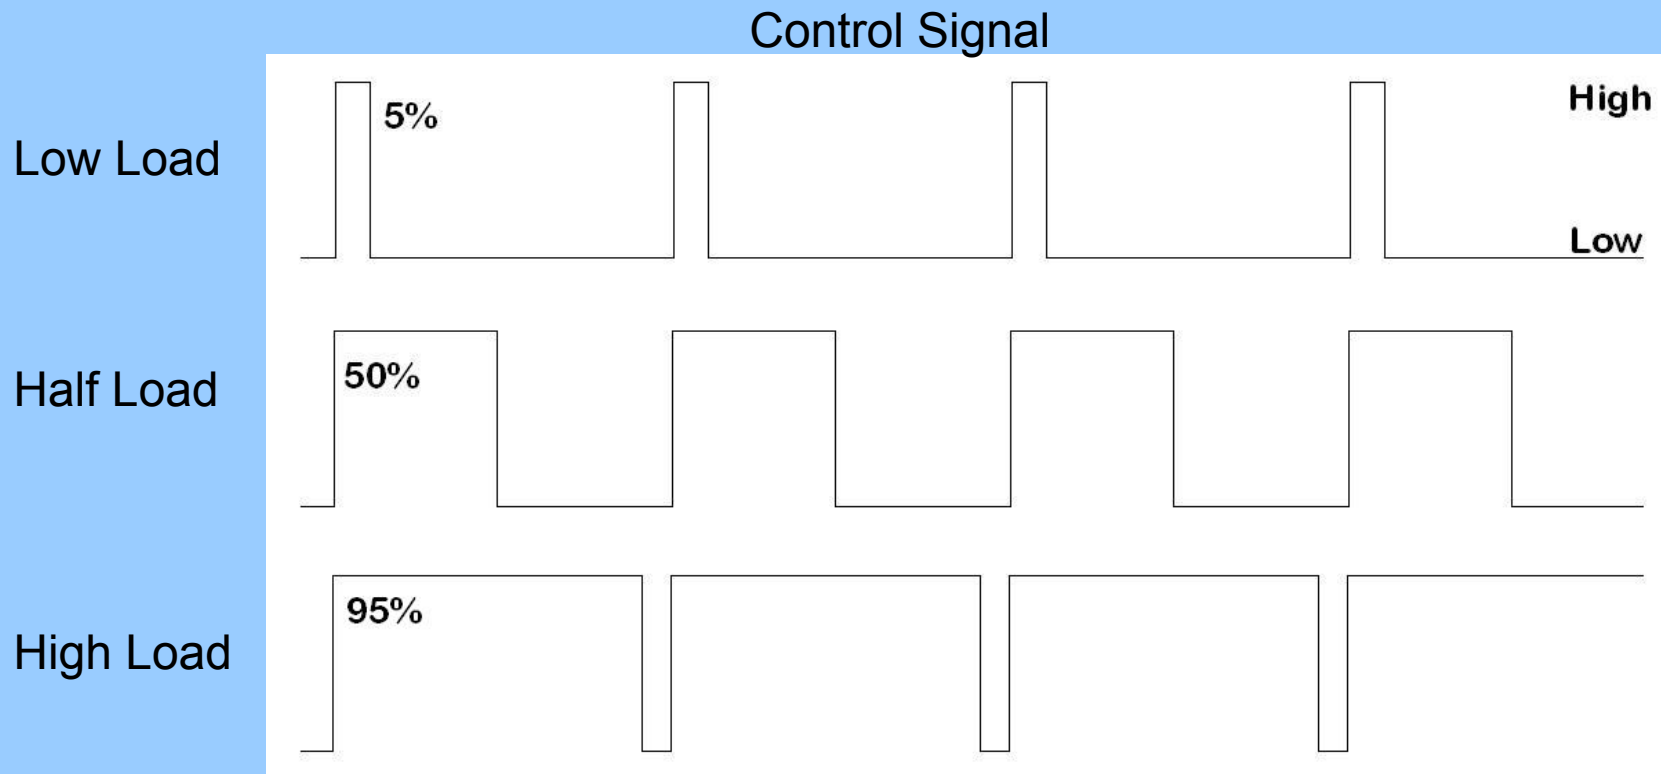 Control Signal
Low Load
5%
High
Low
Half Load
50%
High Load
95%